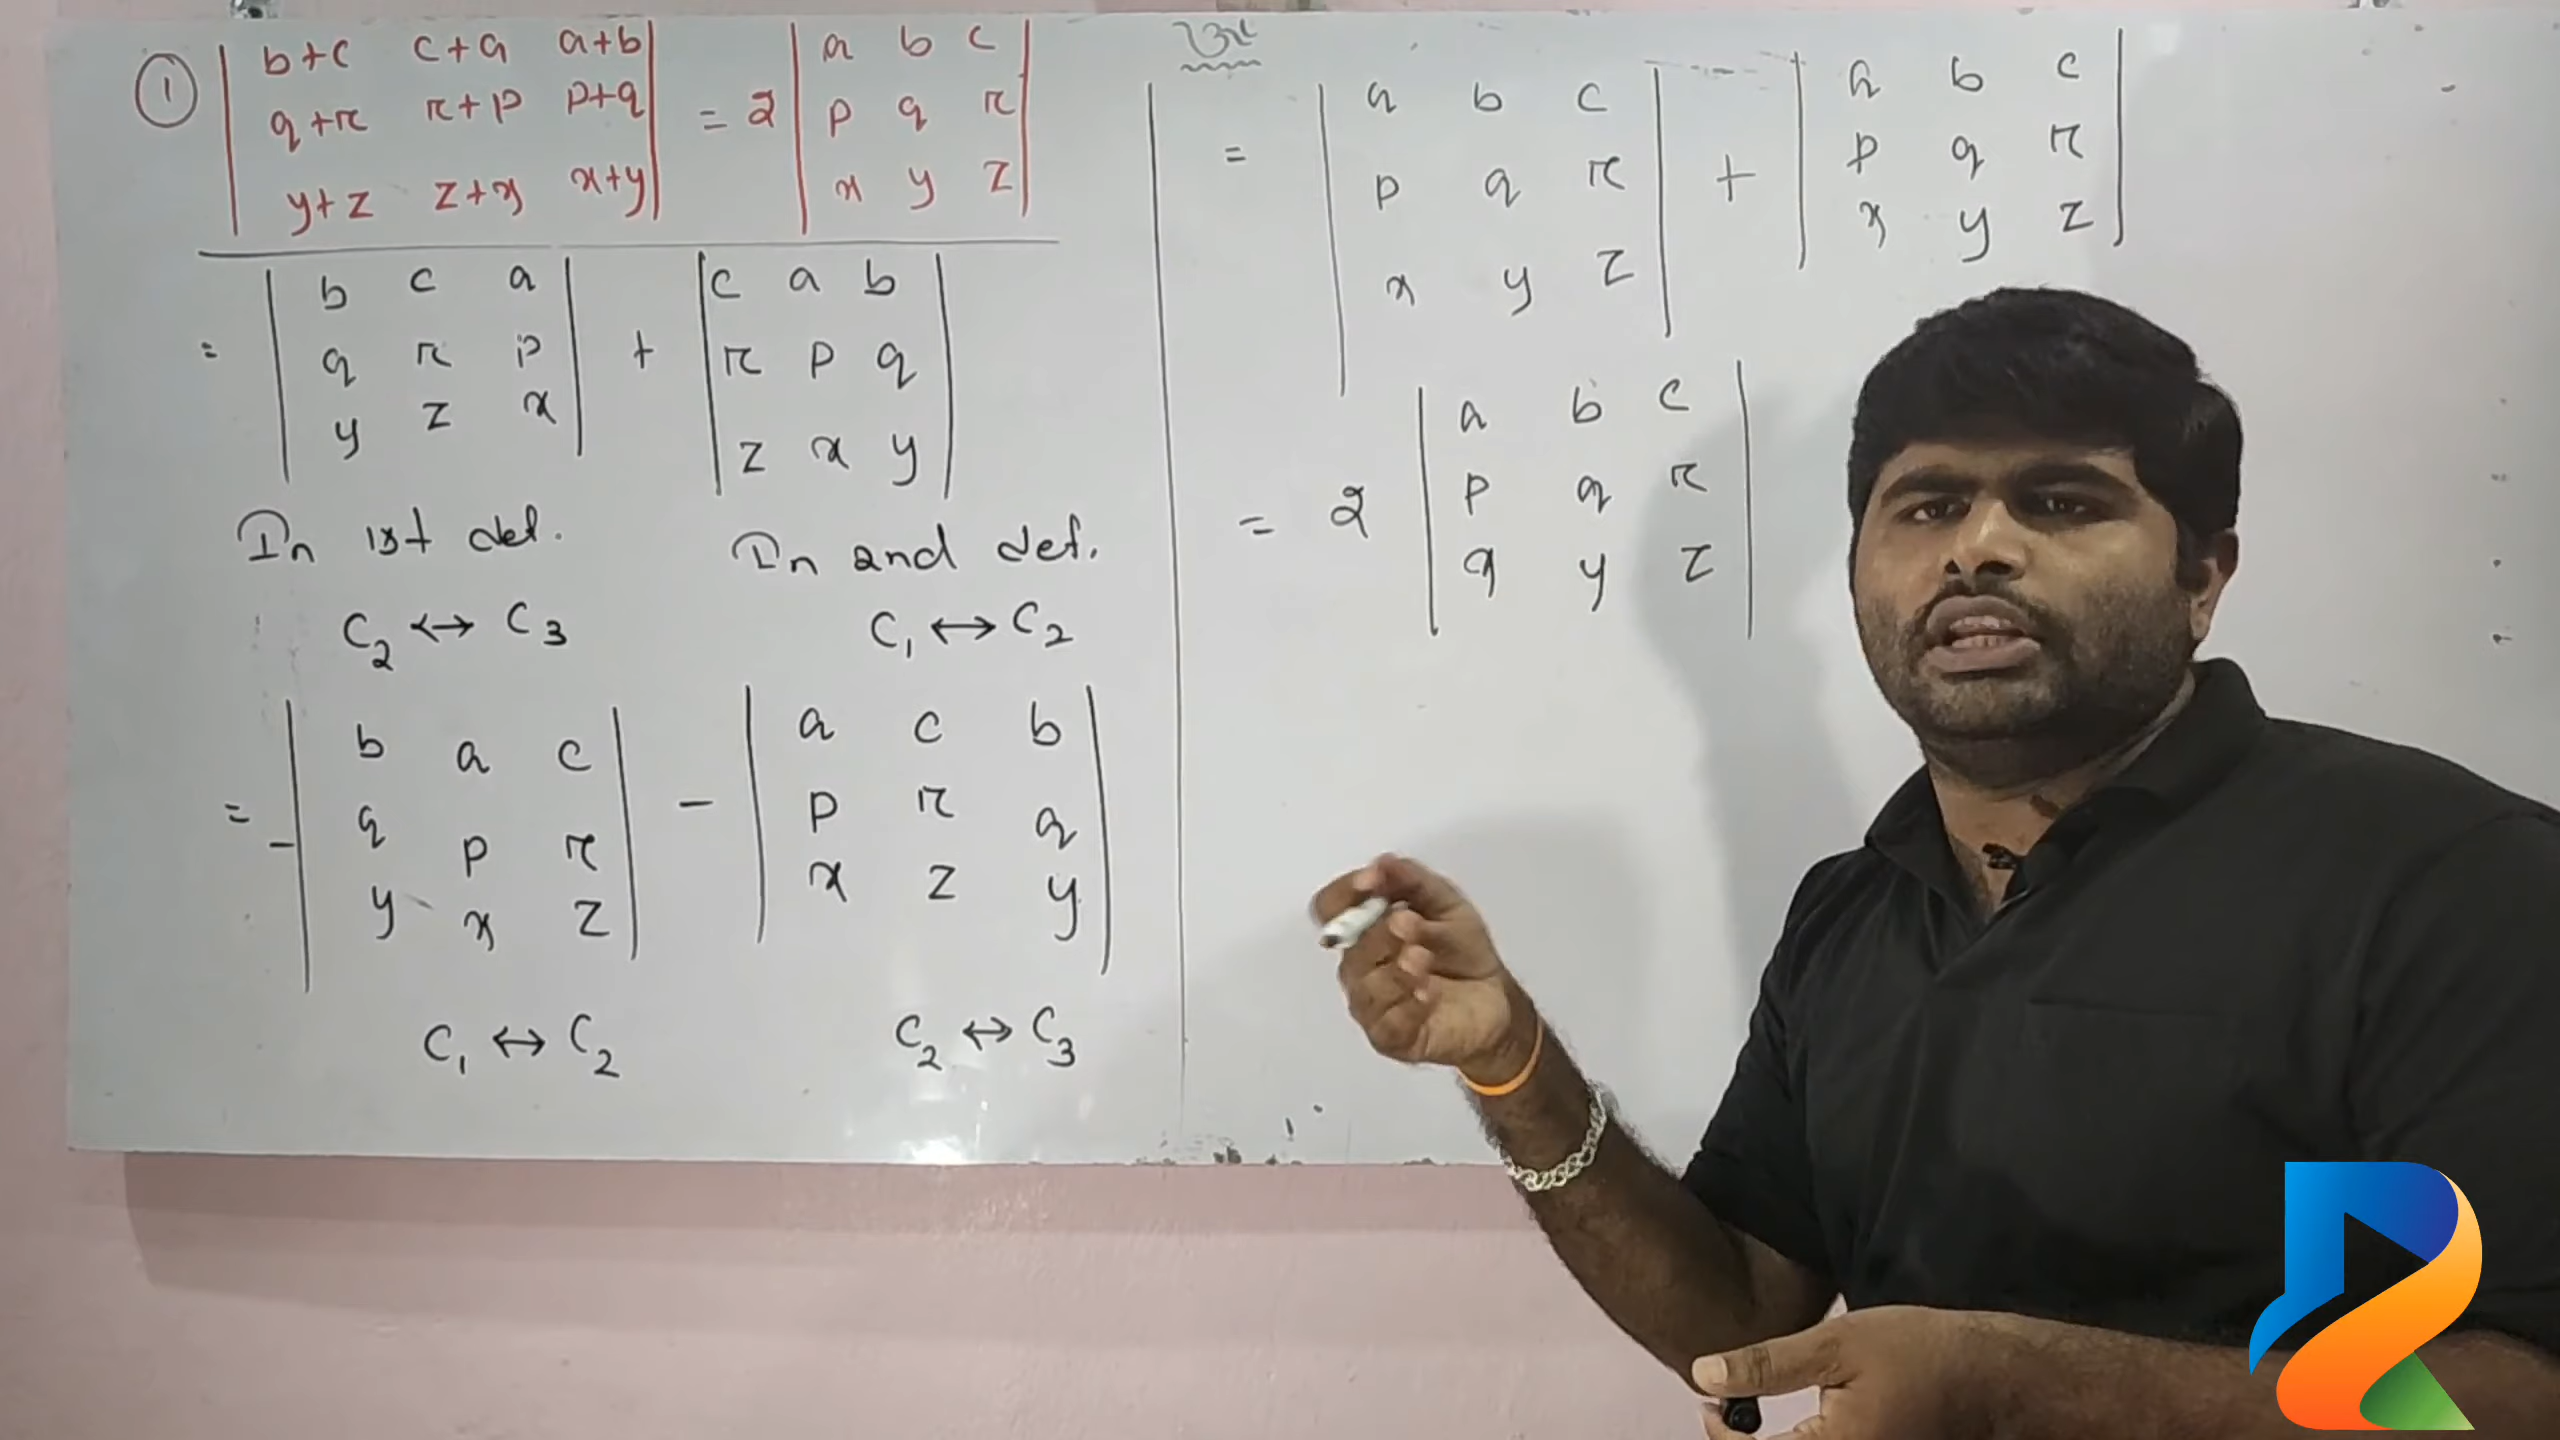 ① | b+c c+a a+b | = 2 | a b c |
| q+r r+p p+q | | p q r |
| y+z z+x x+y | | x y z |
= | b c a | + | c a b |
| q r p | | r p q |
| y z x | | z x y |
In 1st det. In 2nd det.
C₂ ↔ C₃ C₁ ↔ C₂
= - | b a c | - | a c b |
| q p r | | p r q |
| y x z | | x z y |
C₁ ↔ C₂ C₂ ↔ C₃
= | a b c | + | a b c |
| p q r | | p q r |
| x y z | | x y z |
= 2 | a b c |
| p q r |
| x y z |